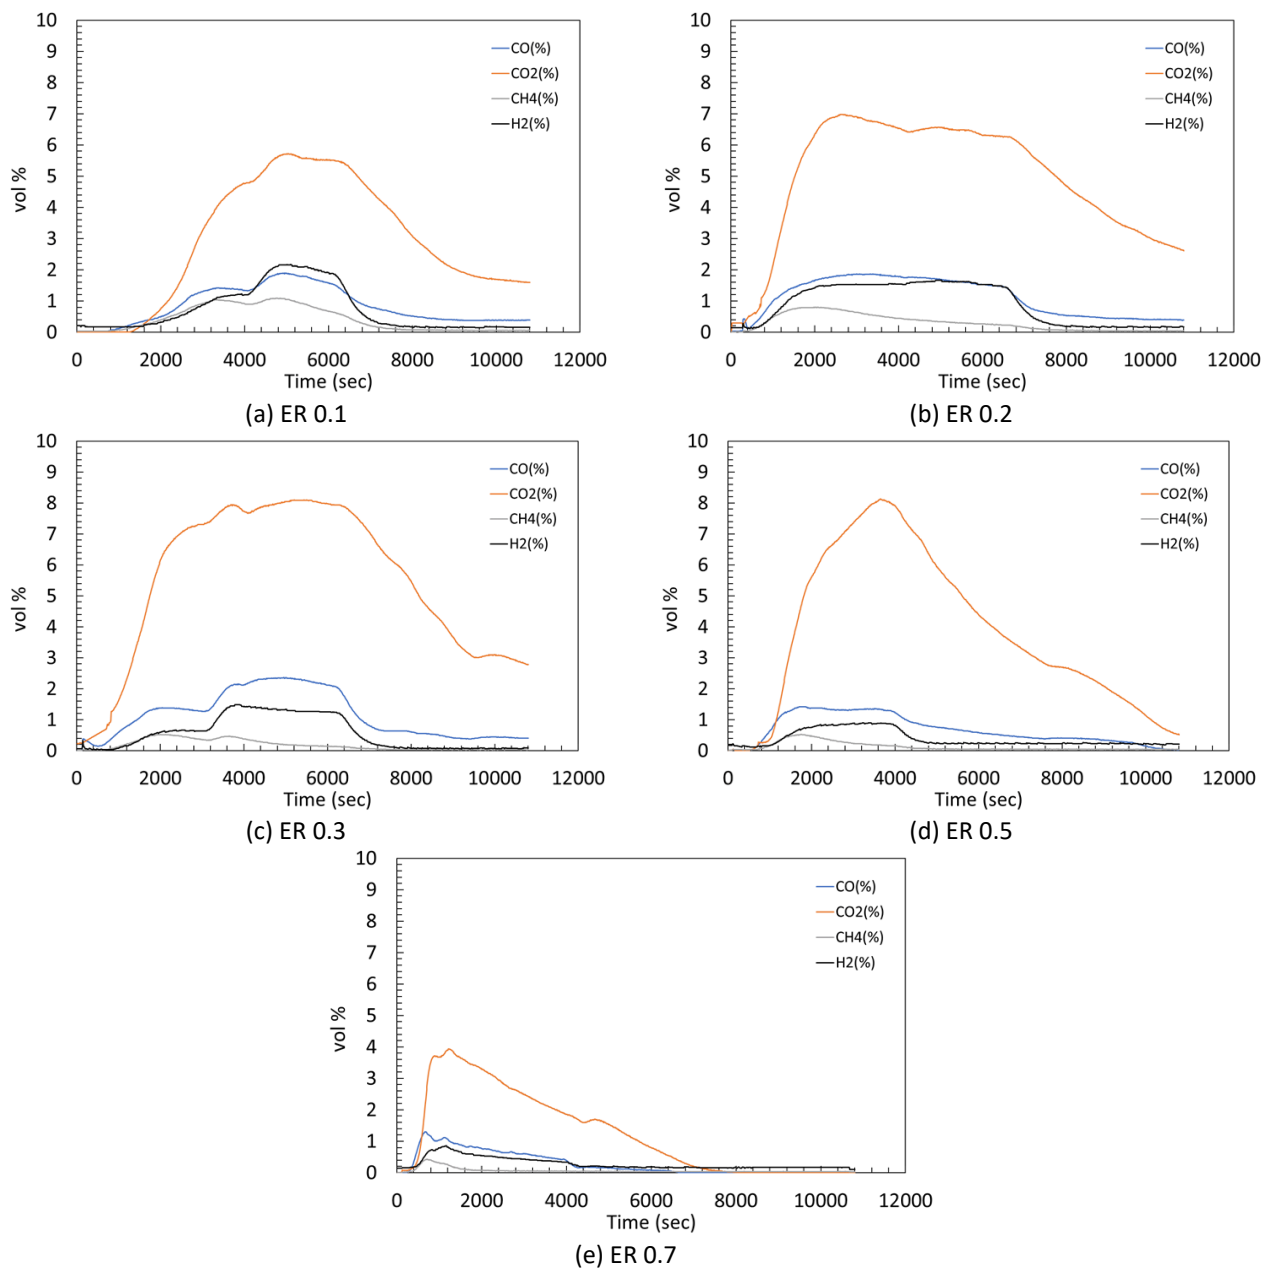 10
9
8
7
6
5
4
3
2
1
0
vol %
CO(%)
CO2(%)
CH4(%)
H2(%)
0 2000 4000 6000 8000 10000 12000
Time (sec)
(a) ER 0.1
10
9
8
7
6
5
4
3
2
1
0
vol %
CO(%)
CO2(%)
CH4(%)
H2(%)
0 2000 4000 6000 8000 10000 12000
Time (sec)
(b) ER 0.2
10
9
8
7
6
5
4
3
2
1
0
vol %
CO(%)
CO2(%)
CH4(%)
H2(%)
0 2000 4000 6000 8000 10000 12000
Time (sec)
(c) ER 0.3
10
9
8
7
6
5
4
3
2
1
0
vol %
CO(%)
CO2(%)
CH4(%)
H2(%)
0 2000 4000 6000 8000 10000 12000
Time (sec)
(d) ER 0.5
10
9
8
7
6
5
4
3
2
1
0
vol %
CO(%)
CO2(%)
CH4(%)
H2(%)
0 2000 4000 6000 8000 10000 12000
Time (sec)
(e) ER 0.7